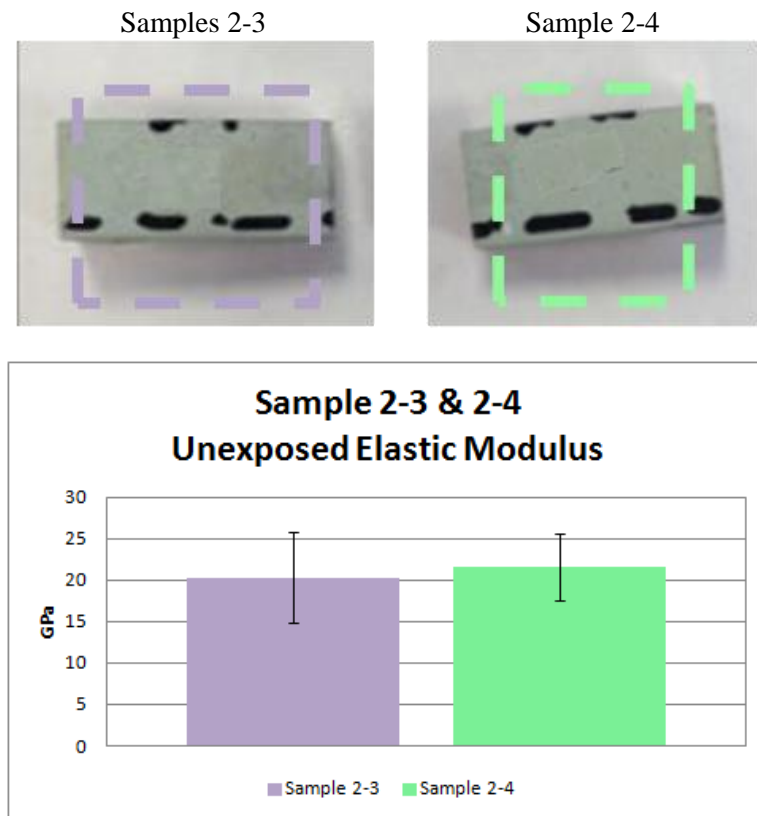 Samples 2-3
Sample 2-4
Sample 2-3 & 2-4
Unexposed Elastic Modulus
30
25
20
15
10
5
0
GPa
Sample 2-3
Sample 2-4